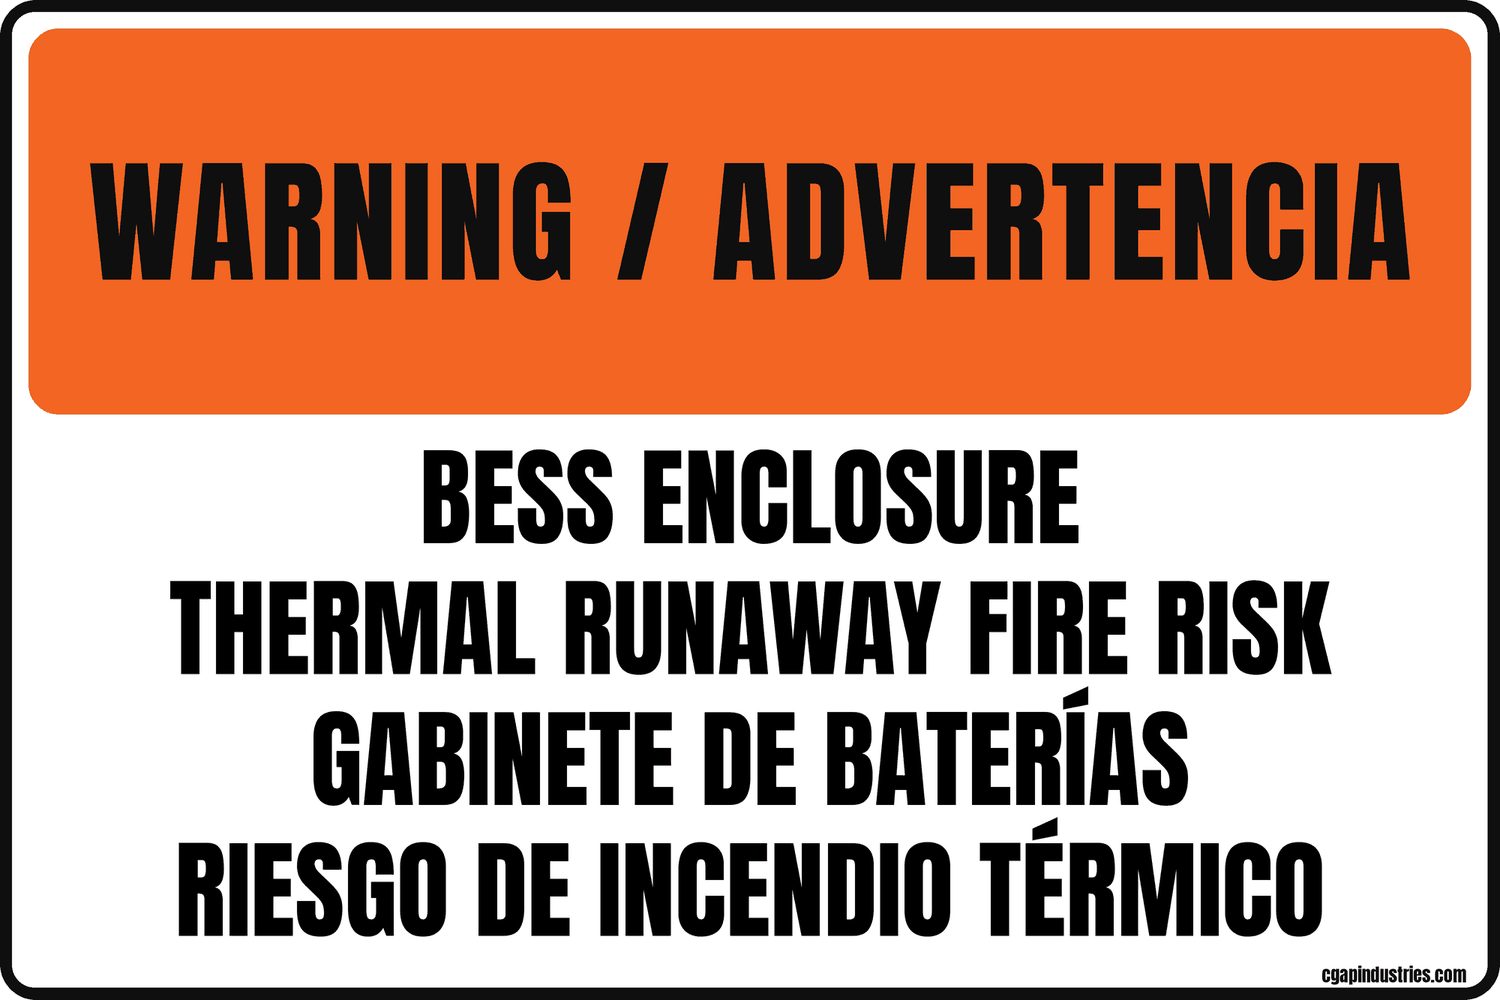 WARNING / ADVERTENCIA
BESS ENCLOSURE
THERMAL RUNAWAY FIRE RISK
GABINETE DE BATERÍAS
RIESGO DE INCENDIO TÉRMICO
cgapindustries.com